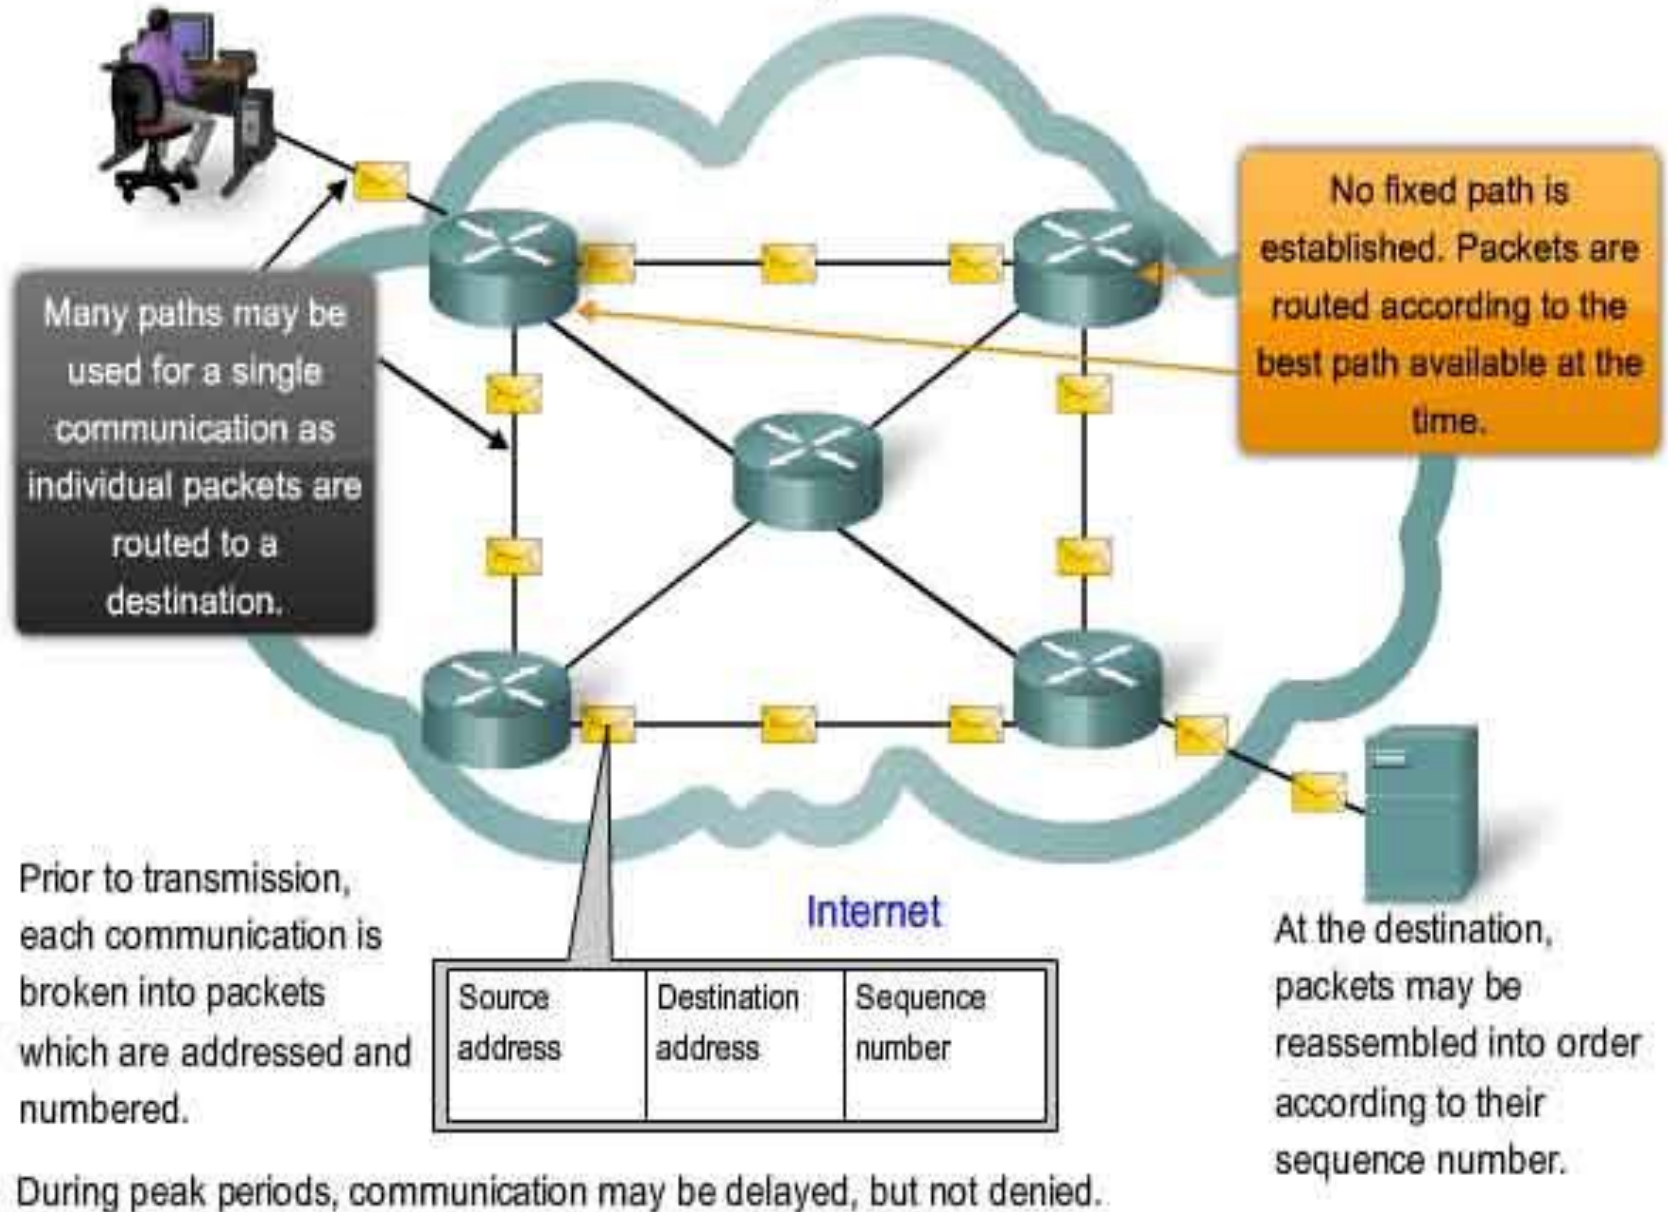 Many paths may be
used for a single
communication as
individual packets are
routed to a
destination.
No fixed path is
established. Packets are
routed according to the
best path available at the
time.
Prior to transmission,
each communication is
broken into packets
which are addressed and
numbered.
Internet
Source
address
Destination
address
Sequence
number
At the destination,
packets may be
reassembled into order
according to their
sequence number.
During peak periods, communication may be delayed, but not denied.